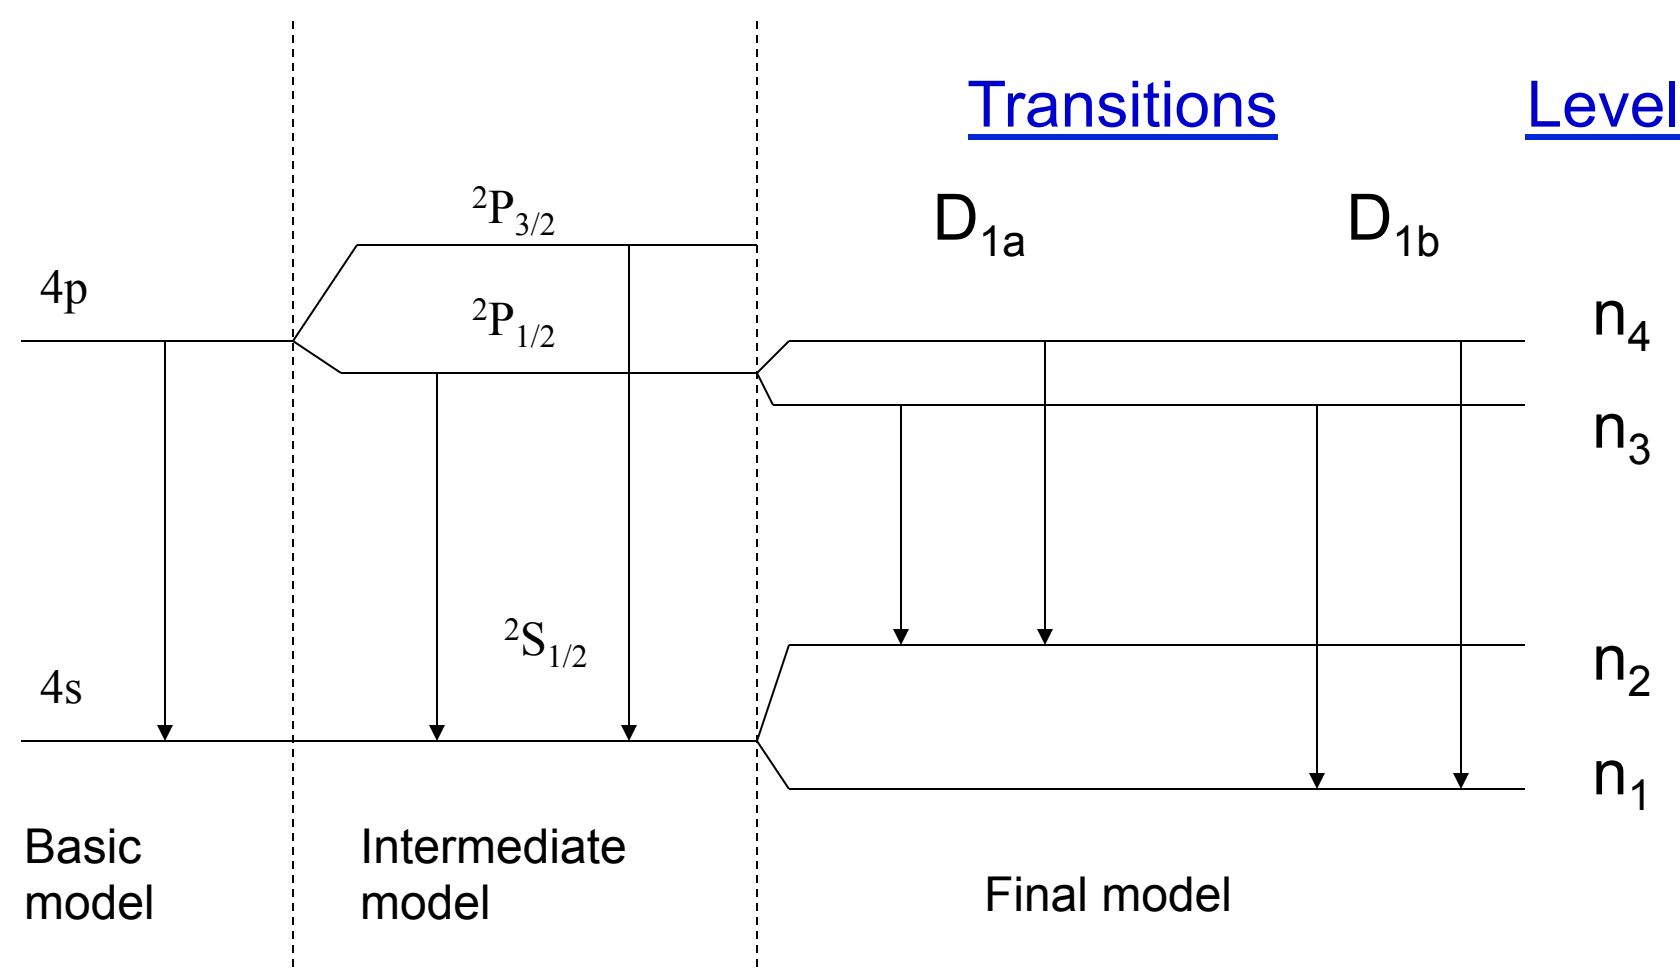 Transitions
Level
²P₃/₂
D₁ₐ
D₁b
4p
²P₁/₂
n₄
n₃
²S₁/₂
4s
n₂
n₁
Basic
model
Intermediate
model
Final model